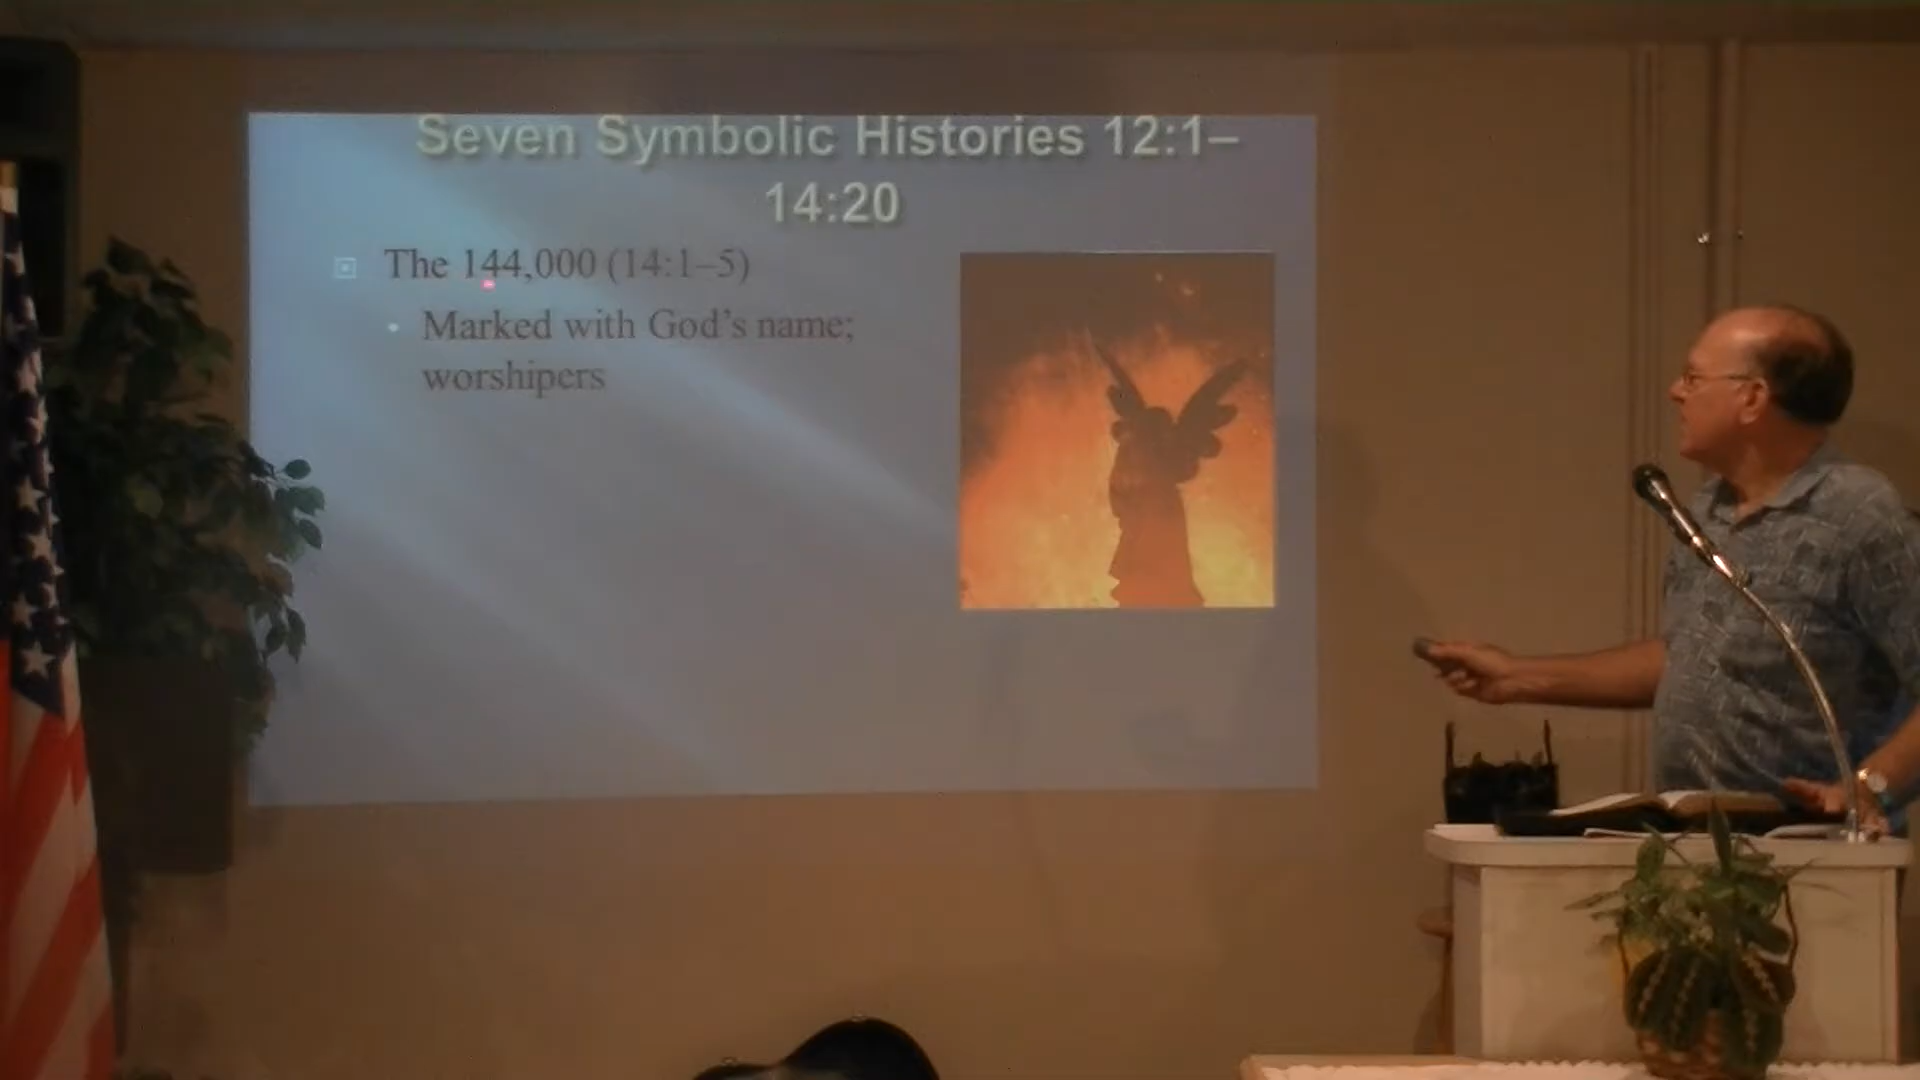 Seven Symbolic Histories 12:1–
14:20
The 144,000 (14:1–5)
Marked with God's name;
worshipers